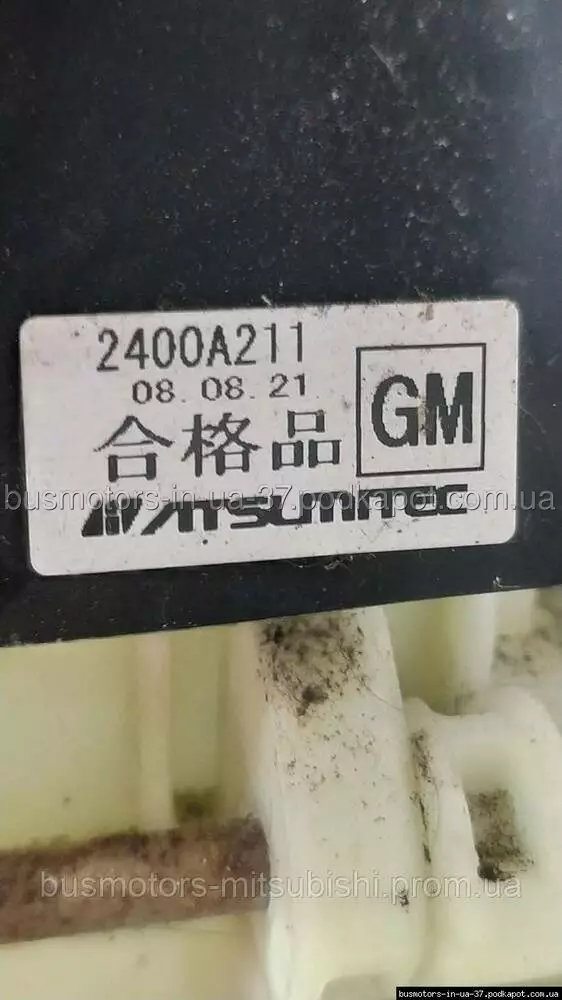 2400A211
08.08.21
合格品
GM
busmotors-in-ua-37.podkapot.com.ua
MATSUMITEC
busmotors-mitsubishi.prom.ua
busmotors-in-ua-37.podkapot.com.ua